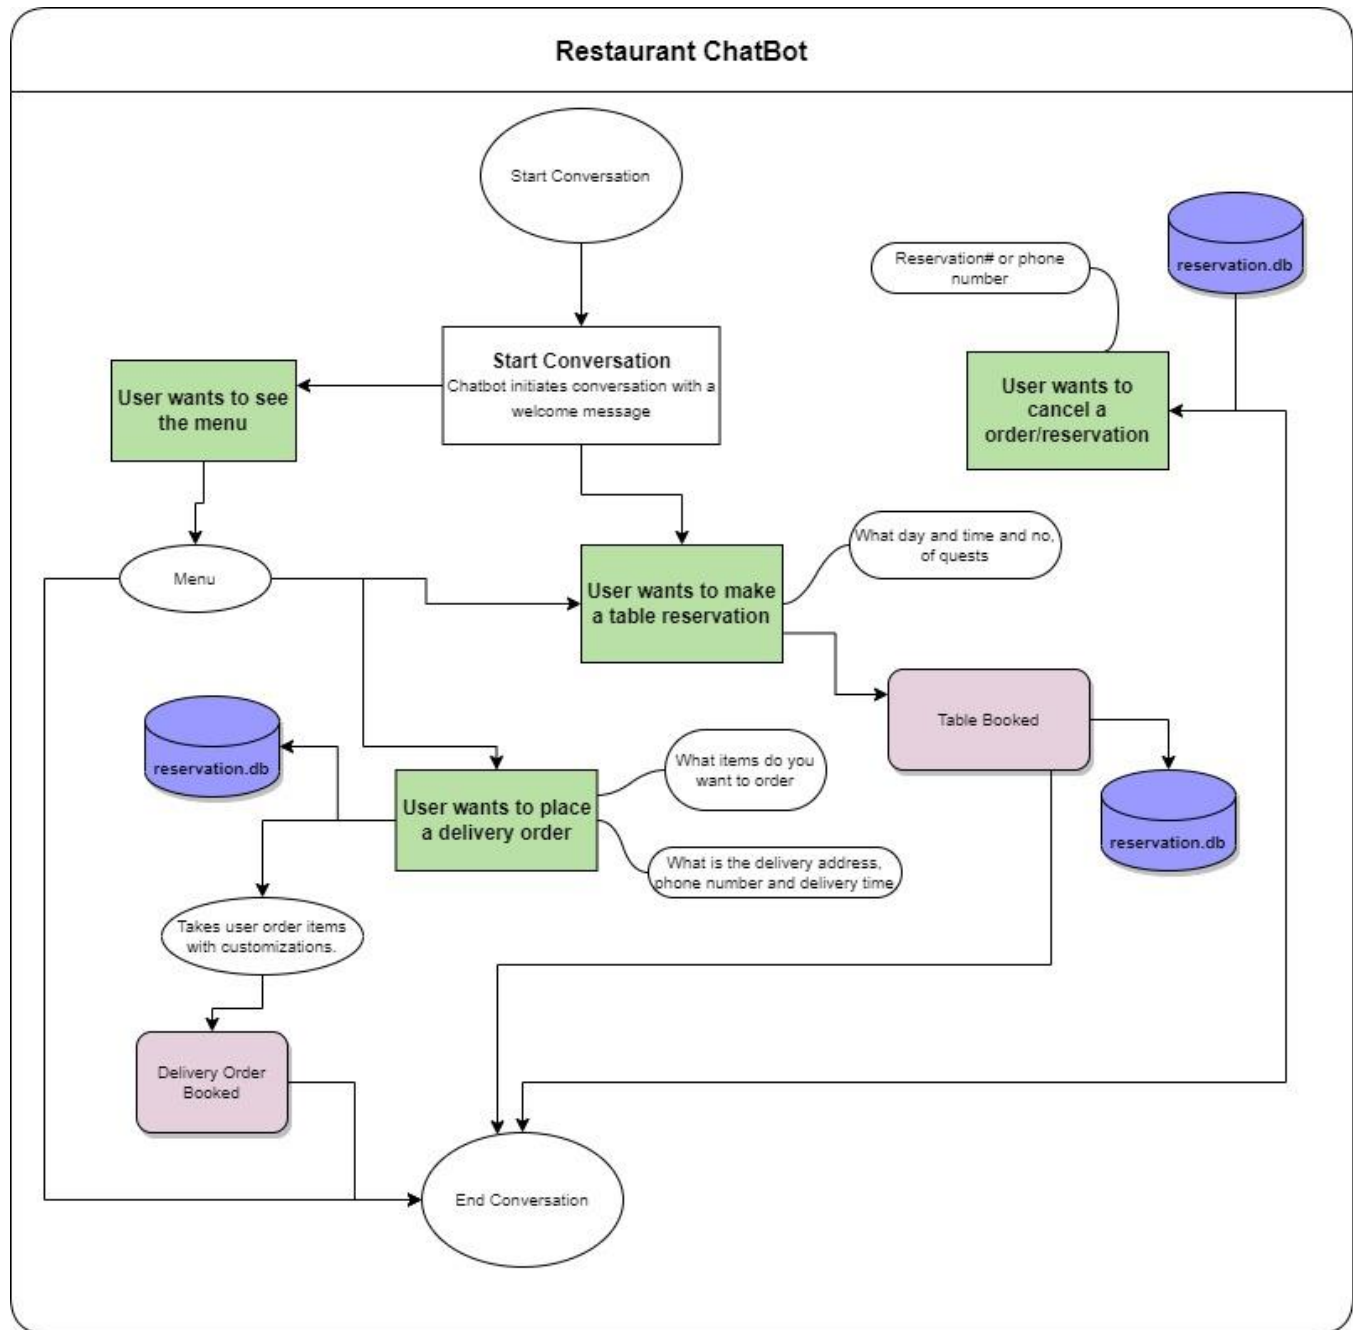 Restaurant ChatBot
Start Conversation
reservation.db
Reservation# or phone
number
Start Conversation
Chatbot initiates conversation with a
welcome message
User wants to see
the menu
User wants to
cancel a
order/reservation
What day and time and no,
of quests
Menu
User wants to make
a table reservation
Table Booked
reservation.db
What items do you
want to order
User wants to place
a delivery order
reservation.db
What is the delivery address,
phone number and delivery time
Takes user order items
with customizations.
Delivery Order
Booked
End Conversation